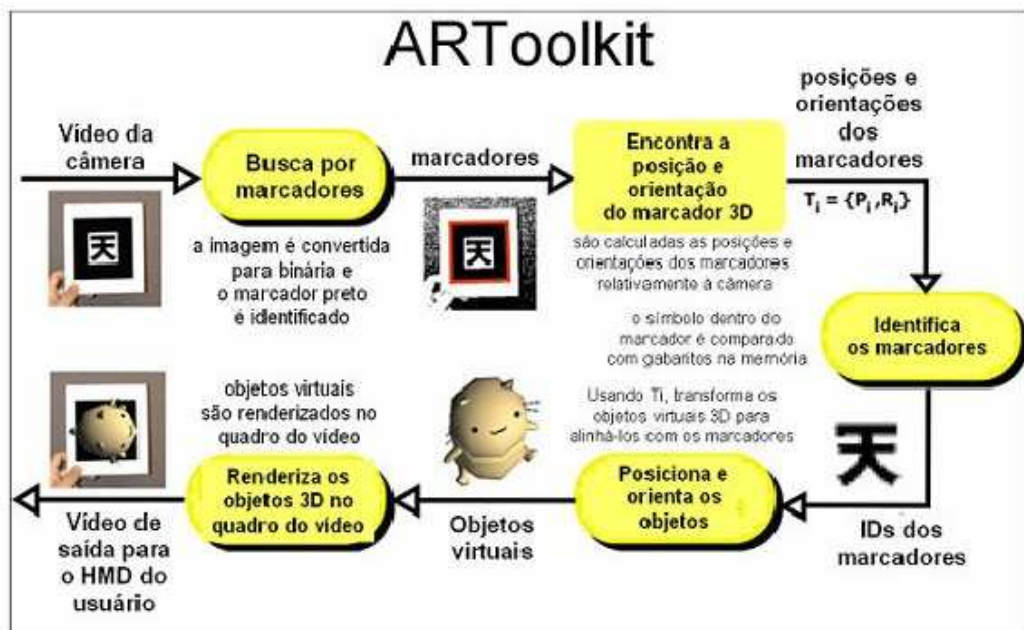 ARToolkit
Vídeo da
câmera
Busca por
marcadores
a imagem é convertida
para binária e
o marcador preto
é identificado
marcadores
Encontra a
posição e
orientação
do marcador 3D
são calculadas as posições e
orientações dos marcadores
relativamente à câmera
posições e
orientações
dos
marcadores
Ti = {Pi ,Ri}
Identifica
os marcadores
o símbolo dentro do
marcador é comparado
com gabaritos na memória
天
天
天
IDs dos
marcadores
Posiciona e
orienta os
objetos
Usando Ti, transforma os
objetos virtuais 3D para
alinhá-los com os marcadores
Objetos
virtuais
Renderiza os
objetos 3D no
quadro do vídeo
objetos virtuais
são renderizados no
quadro do vídeo
Vídeo de
saída para
o HMD do
usuário